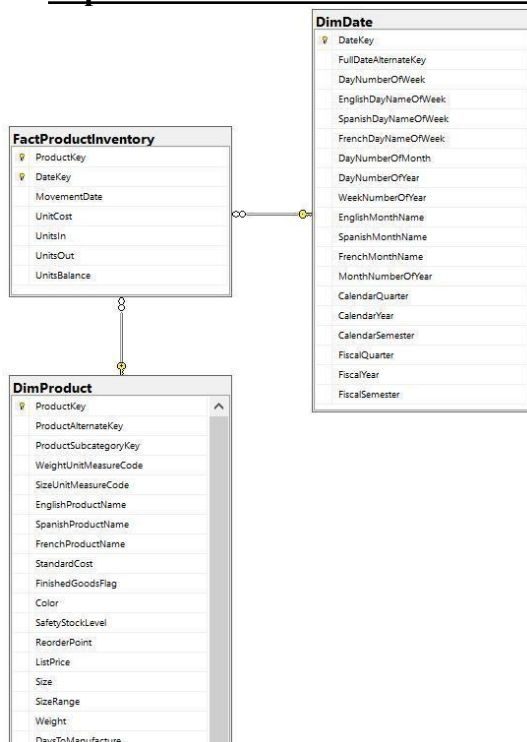 DimDate
DateKey
FullDateAlternateKey
DayNumberOfWeek
EnglishDayNameOfWeek
SpanishDayNameOfWeek
FrenchDayNameOfWeek
DayNumberOfMonth
DayNumberOfYear
WeekNumberOfYear
EnglishMonthName
SpanishMonthName
FrenchMonthName
MonthNumberOfYear
CalendarQuarter
CalendarYear
CalendarSemester
FiscalQuarter
FiscalYear
FiscalSemester
FactProductInventory
ProductKey
DateKey
MovementDate
UnitCost
UnitsIn
UnitsOut
UnitsBalance
DimProduct
ProductKey
ProductAlternateKey
ProductSubcategoryKey
WeightUnitMeasureCode
SizeUnitMeasureCode
EnglishProductName
SpanishProductName
FrenchProductName
StandardCost
FinishedGoodsFlag
Color
SafetyStockLevel
ReorderPoint
ListPrice
Size
SizeRange
Weight
DaysToManufacture